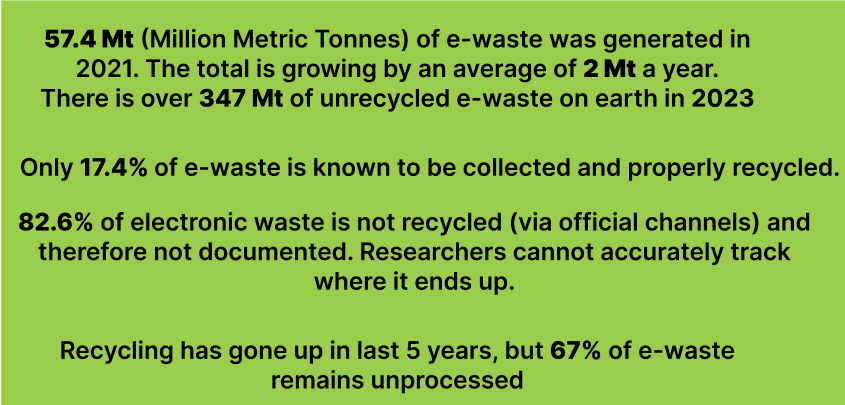 57.4 Mt (Million Metric Tonnes) of e-waste was generated in
2021. The total is growing by an average of 2 Mt a year.
There is over 347 Mt of unrecycled e-waste on earth in 2023
Only 17.4% of e-waste is known to be collected and properly recycled.
82.6% of electronic waste is not recycled (via official channels) and
therefore not documented. Researchers cannot accurately track
where it ends up.
Recycling has gone up in last 5 years, but 67% of e-waste
remains unprocessed